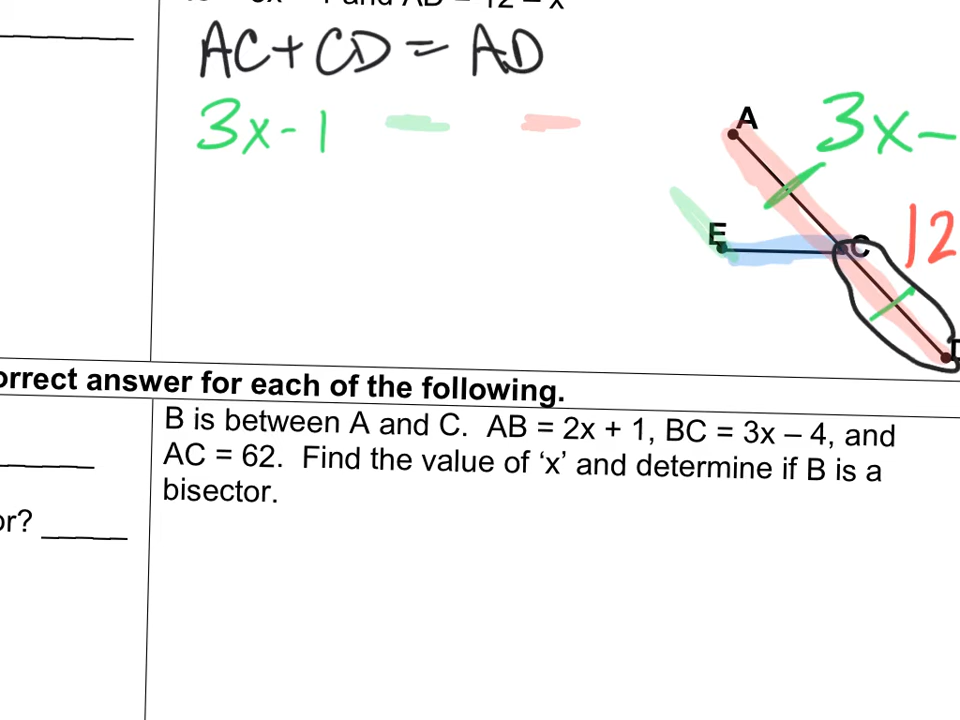 AC + CD = AD
3x - 1
A
3x -
E
C
12
D
orrect answer for each of the following.
B is between A and C. AB = 2x + 1, BC = 3x – 4, and
AC = 62. Find the value of ‘x’ and determine if B is a
bisector.
or?